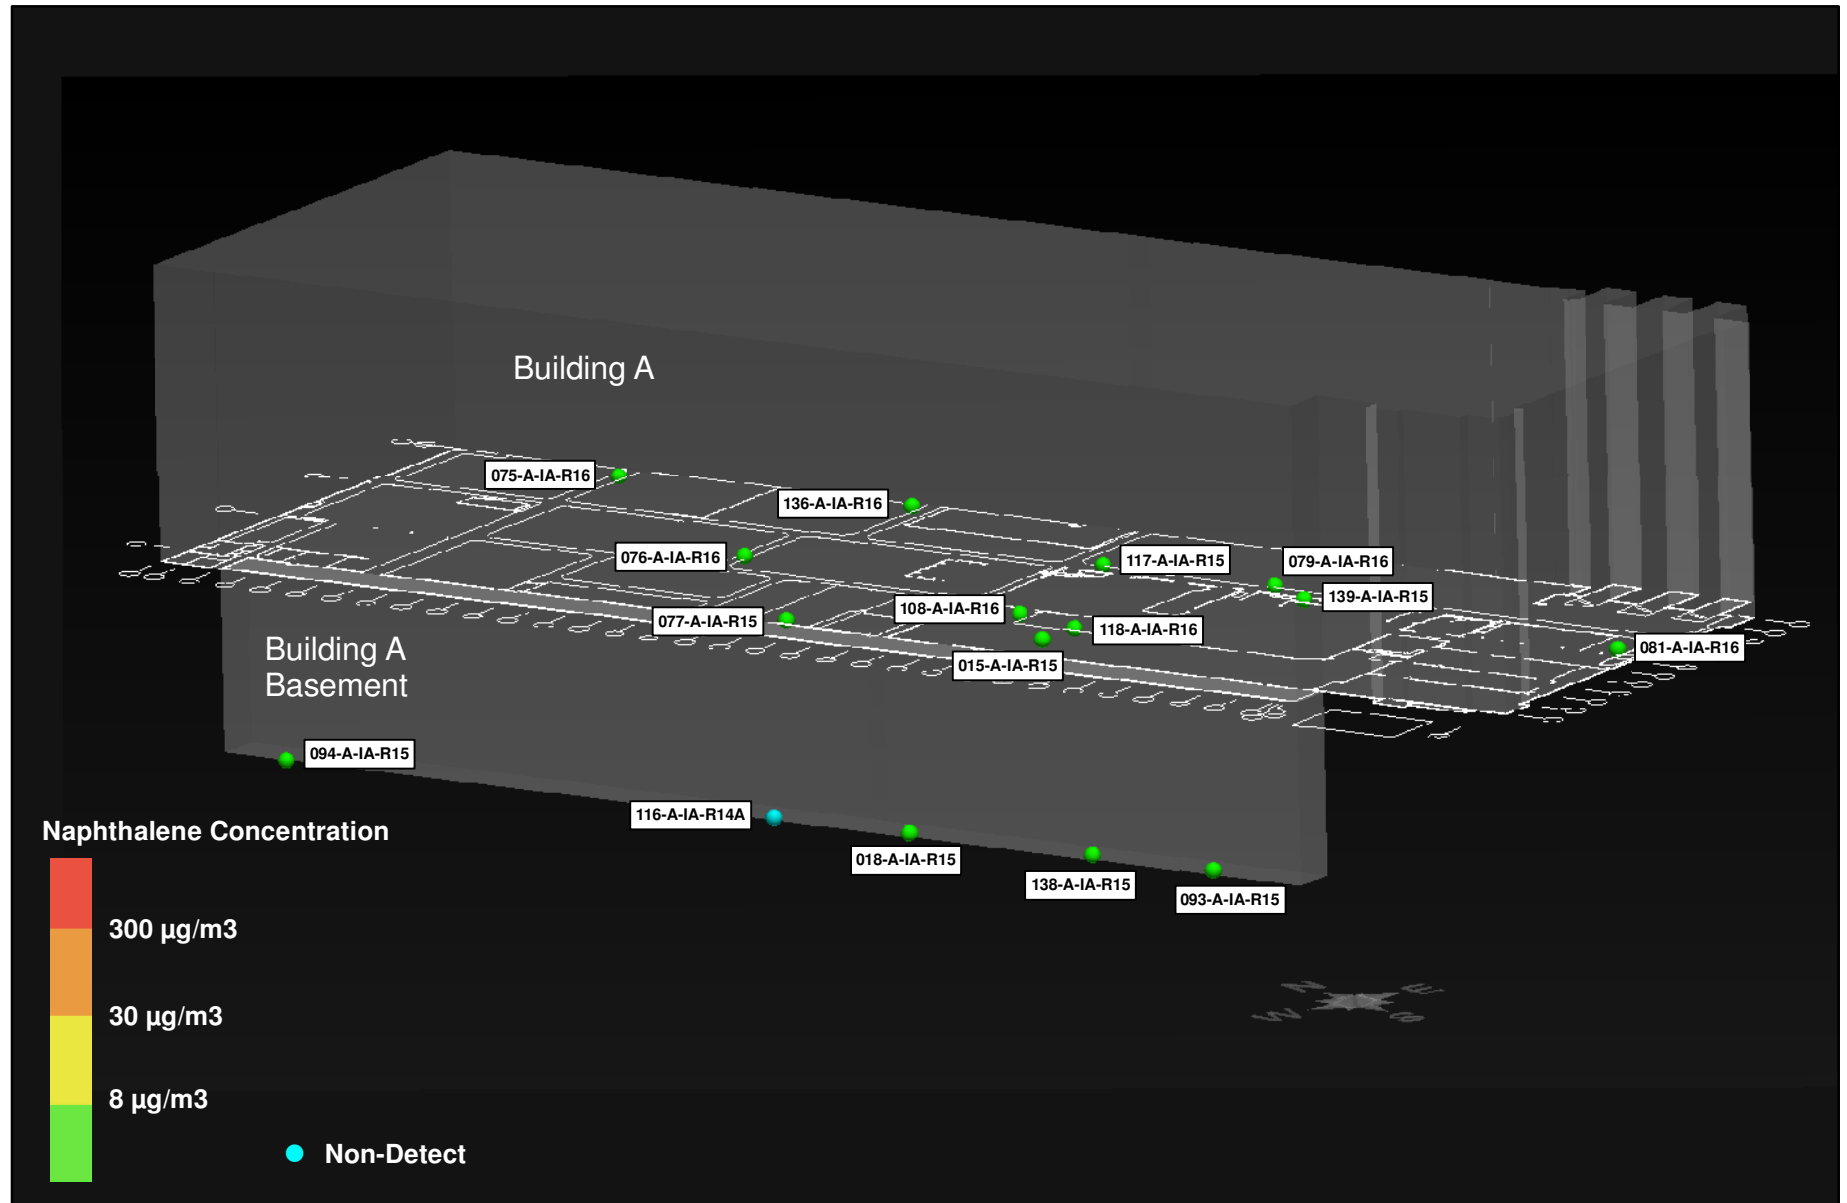 Building A
075-A-IA-R16
136-A-IA-R16
076-A-IA-R16
117-A-IA-R15
079-A-IA-R16
139-A-IA-R15
108-A-IA-R16
077-A-IA-R15
118-A-IA-R16
015-A-IA-R15
081-A-IA-R16
Building A
Basement
094-A-IA-R15
116-A-IA-R14A
018-A-IA-R15
138-A-IA-R15
093-A-IA-R15
Naphthalene Concentration
300 µg/m3
30 µg/m3
8 µg/m3
Non-Detect
N
E
W
S